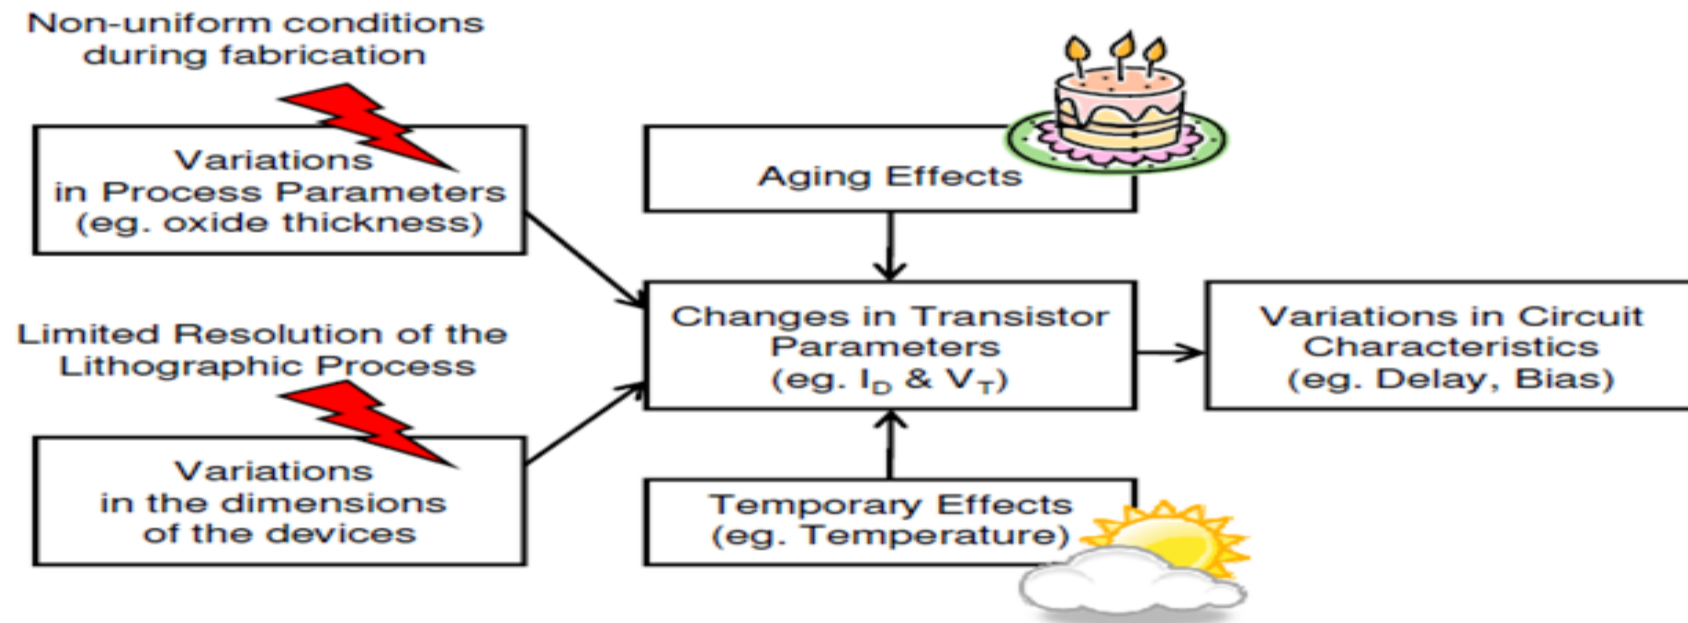 Non-uniform conditions
during fabrication
Variations
in Process Parameters
(eg. oxide thickness)
Limited Resolution of the
Lithographic Process
Variations
in the dimensions
of the devices
Aging Effects
Changes in Transistor
Parameters
(eg. I_D & V_T)
Temporary Effects
(eg. Temperature)
Variations in Circuit
Characteristics
(eg. Delay, Bias)